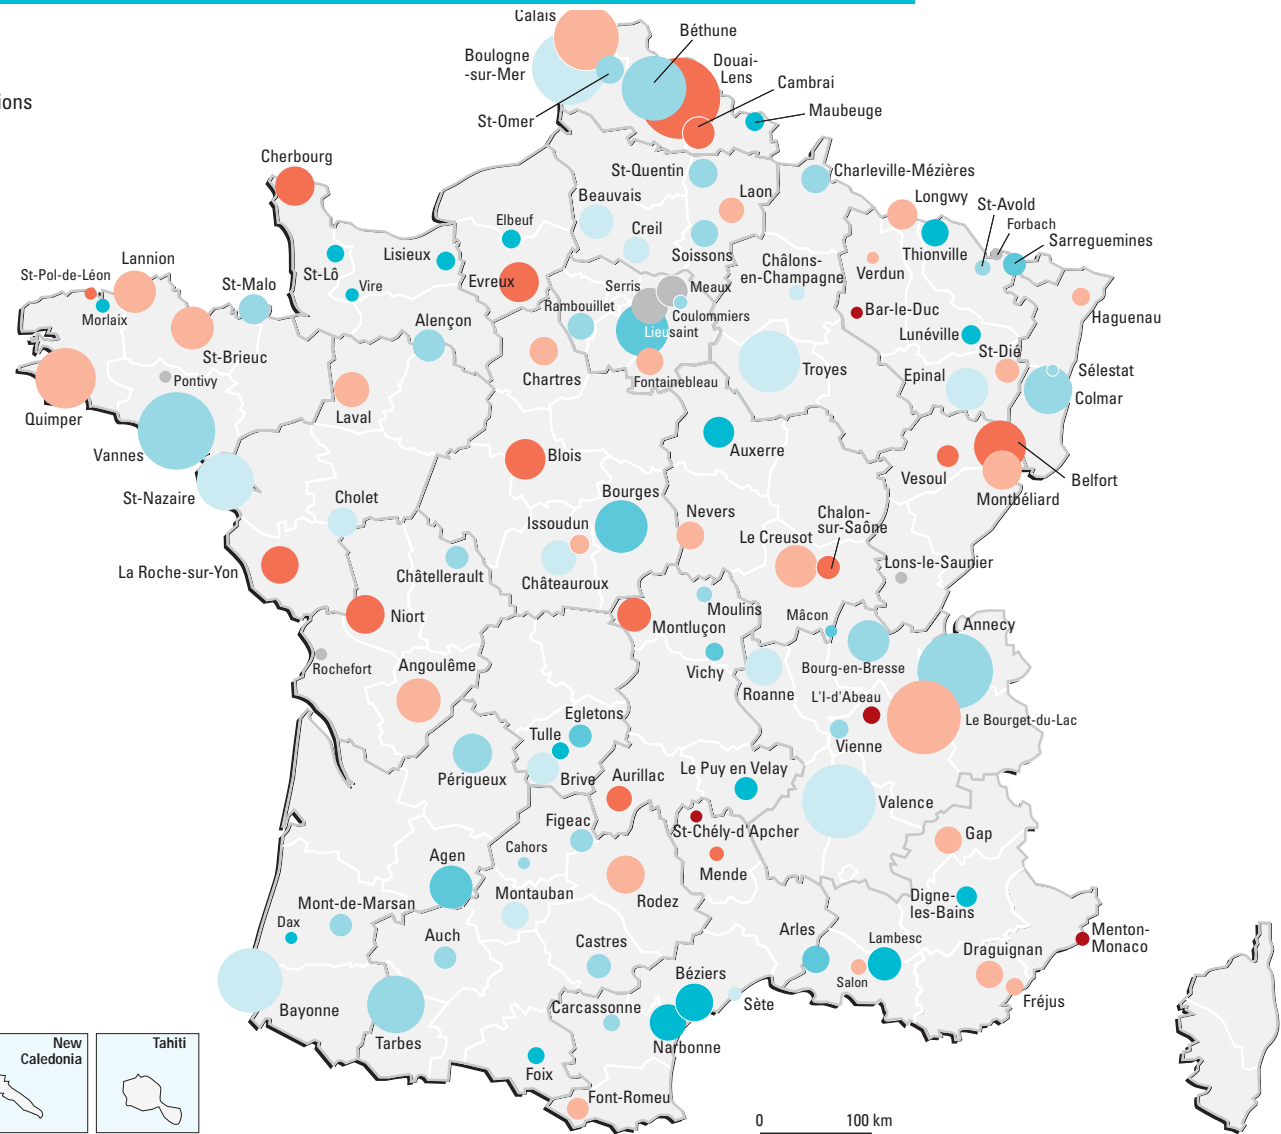 Calais
Béthune
Boulogne
-sur-Mer
Douai-
Lens
Cambrai
ions
Maubeuge
St-Omer
Cherbourg
St-Quentin
Charleville-Mézières
Beauvais
Laon
Longwy
St-Avold
Elbeuf
Creil
Forbach
Sarreguemines
Lannion
Lisieux
Soissons
Thionville
Châlons-
en-Champagne
Verdun
St-Pol-de-Léon
St-Lô
St-Malo
Vire
Evreux
Serris
Meaux
Rambouillet
Coulommiers
Bar-le-Duc
Haguenau
Morlaix
Alençon
Lieusaint
Lunéville
St-Brieuc
St-Dié
Pontivy
Chartres
Fontainebleau
Troyes
Epinal
Sélestat
Colmar
Quimper
Laval
Vannes
Blois
Auxerre
Vesoul
Belfort
St-Nazaire
Cholet
Bourges
Montbéliard
Issoudun
Nevers
Chalon-
sur-Saône
Le Creusot
La Roche-sur-Yon
Châtellerault
Châteauroux
Lons-le-Saunier
Niort
Moulins
Mâcon
Montluçon
Annecy
Rochefort
Angoulême
Vichy
Bourg-en-Bresse
Roanne
L'I-d'Abeau
Egletons
Le Bourget-du-Lac
Tulle
Vienne
Périgueux
Brive
Aurillac
Le Puy en Velay
Valence
Figeac
St-Chély-d'Apcher
Gap
Cahors
Agen
Mende
Montauban
Rodez
Digne-
les-Bains
Mont-de-Marsan
Dax
Auch
Castres
Arles
Lambesc
Menton-
Monaco
Draguignan
Béziers
Salon
Fréjus
Bayonne
Carcassonne
Sète
Tarbes
Narbonne
New
Caledonia
Tahiti
Foix
Font-Romeu
0 100 km